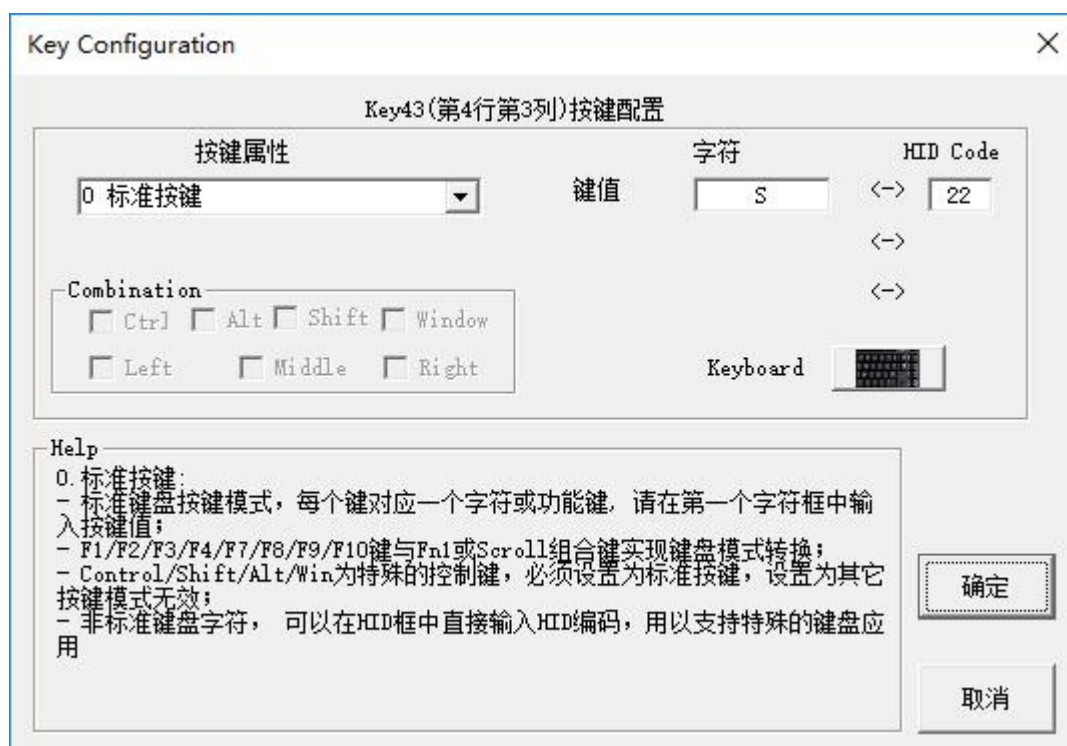 Key Configuration
Key43(第4行第3列)按键配置
按键属性 字符 HID Code
0 标准按键 键值 S <-> 22
<->
Combination <->
Ctrl Alt Shift Window
Left Middle Right Keyboard
Help
0.标准按键:
- 标准键盘按键模式，每个键对应一个字符或功能键, 请在第一个字符框中输
入按键值；
- F1/F2/F3/F4/F7/F8/F9/F10键与Fn1或Scroll组合键实现键盘模式转换；
- Control/Shift/Alt/Win为特殊的控制键，必须设置为标准按键，设置为其它
按键模式无效；
- 非标准键盘字符， 可以在HID框中直接输入HID编码，用以支持特殊的键盘应
用
确定
取消